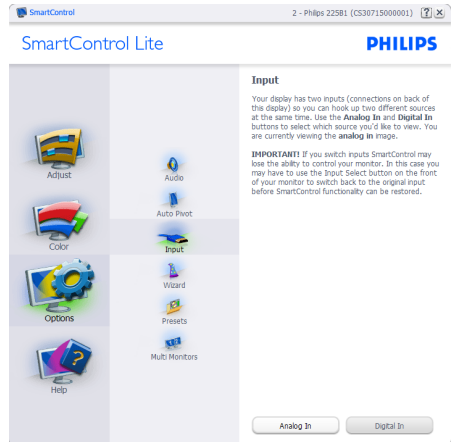 SmartControl
2 - Philips 225B1 (CS30715000001)
?
SmartControl Lite
PHILIPS
Adjust
Color
Options
Help
Audio
Auto Pivot
Input
Wizard
Presets
Multi Monitors
Input
Your display has two inputs (connections on back of
this display) so you can hook up two different sources
at the same time. Use the Analog In and Digital In
buttons to select which source you'd like to view. You
are currently viewing the analog in image.
IMPORTANT! If you switch inputs SmartControl may
lose the ability to control your monitor. In this case you
may have to use the Input Select button on the front
of your monitor to switch back to the original input
before SmartControl functionality can be restored.
Analog In
Digital In